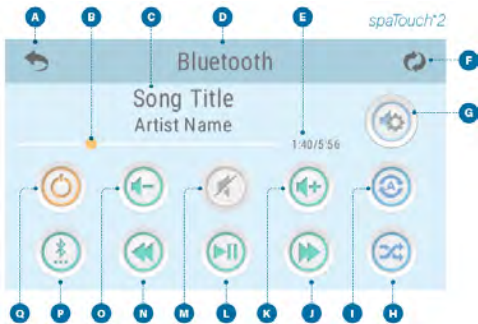 A B C D E spaTouch™2
Bluetooth F
Song Title
Artist Name
1:40/5:56 G
A
Q P O N M L K J I H